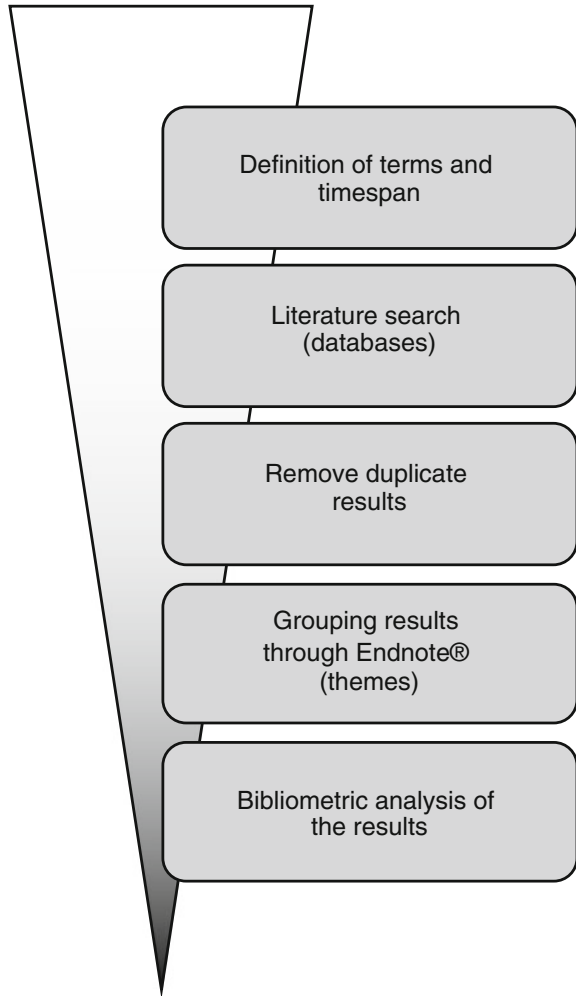 Definition of terms and
timespan
Literature search
(databases)
Remove duplicate
results
Grouping results
through Endnote®
(themes)
Bibliometric analysis of
the results